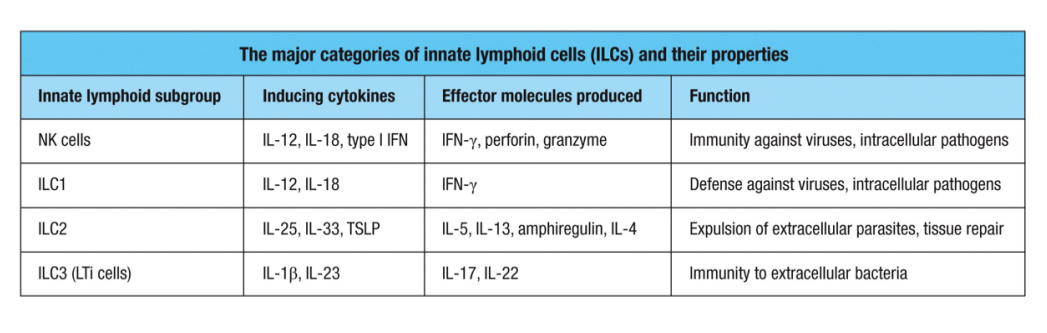 The major categories of innate lymphoid cells (ILCs) and their properties
Innate lymphoid subgroup Inducing cytokines Effector molecules produced Function
NK cells IL-12, IL-18, type I IFN IFN-γ, perforin, granzyme Immunity against viruses, intracellular pathogens
ILC1 IL-12, IL-18 IFN-γ Defense against viruses, intracellular pathogens
ILC2 IL-25, IL-33, TSLP IL-5, IL-13, amphiregulin, IL-4 Expulsion of extracellular parasites, tissue repair
ILC3 (LTi cells) IL-1β, IL-23 IL-17, IL-22 Immunity to extracellular bacteria